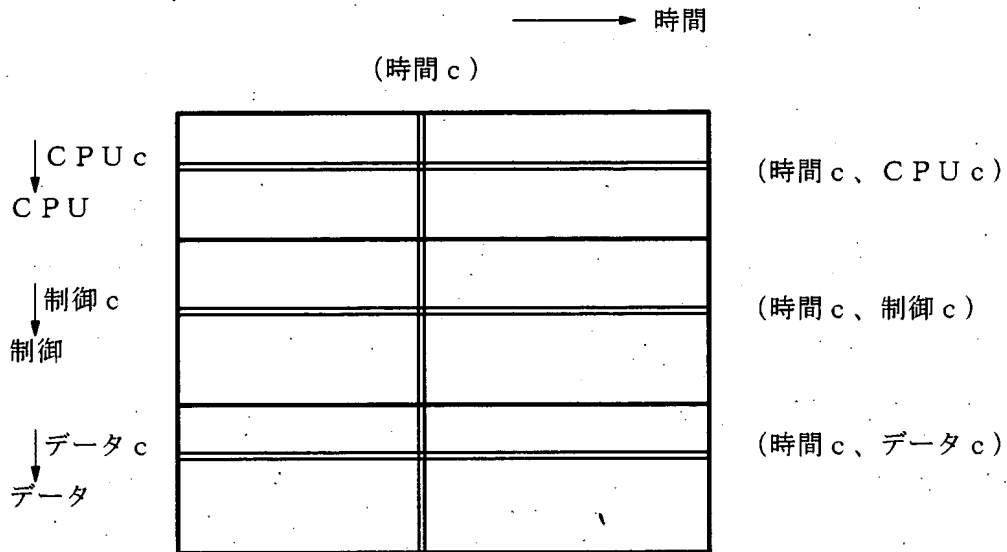 時間
(時間c)
CPUc
CPU
(時間c、CPUc)
制御c
制御
(時間c、制御c)
データc
データ
(時間c、データc)